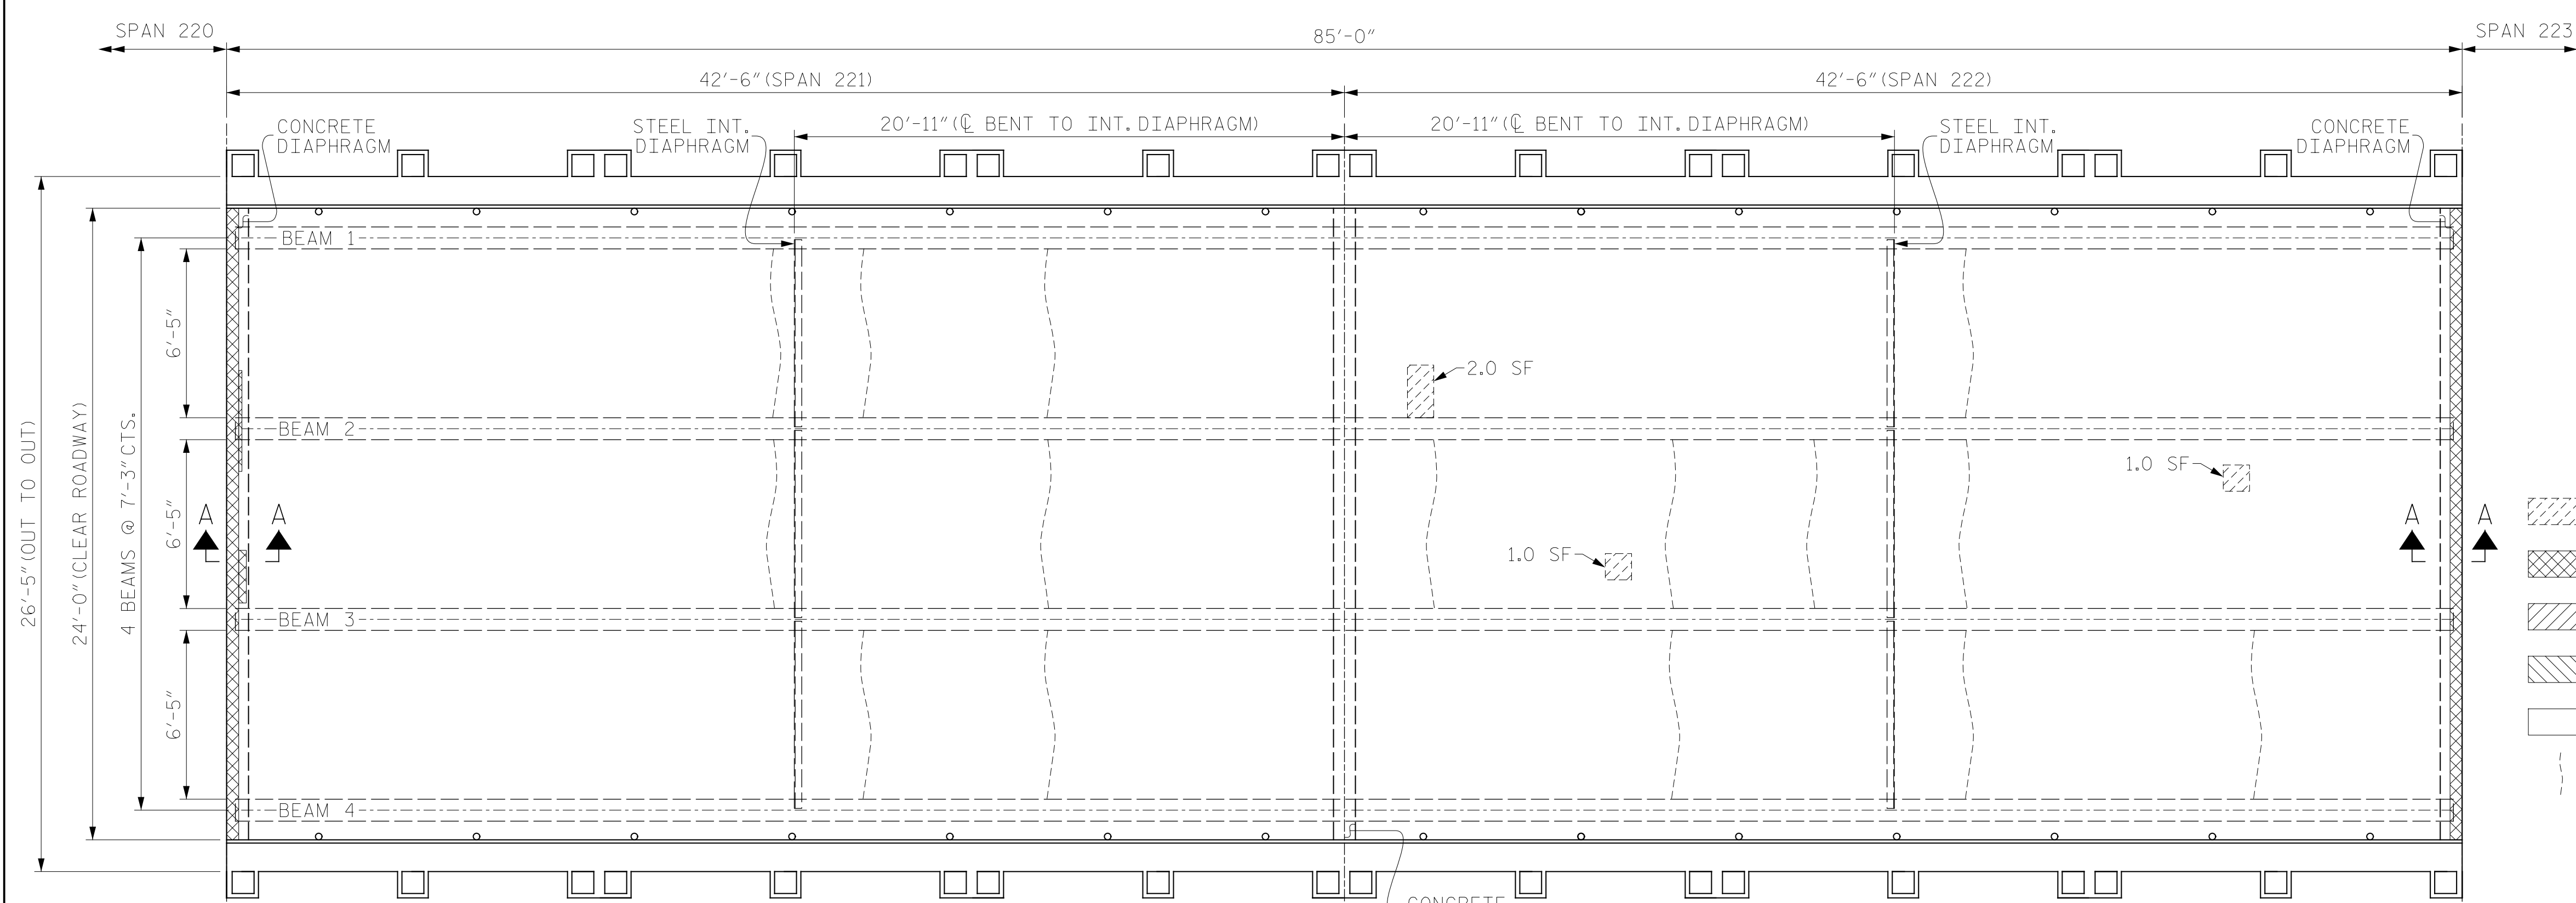 SPAN 220
85'-0"
SPAN 223
42'-6" (SPAN 221)
42'-6" (SPAN 222)
20'-11" (℄ BENT TO INT. DIAPHRAGM)
20'-11" (℄ BENT TO INT. DIAPHRAGM)
CONCRETE
DIAPHRAGM
STEEL INT.
DIAPHRAGM
STEEL INT.
DIAPHRAGM
CONCRETE
DIAPHRAGM
BEAM 1
BEAM 2
BEAM 3
BEAM 4
6'-5"
6'-5"
6'-5"
26'-5" (OUT TO OUT)
24'-0" (CLEAR ROADWAY)
4 BEAMS @ 7'-3" CTS.
2.0 SF
1.0 SF
1.0 SF
A
A
A
A
CONCRETE